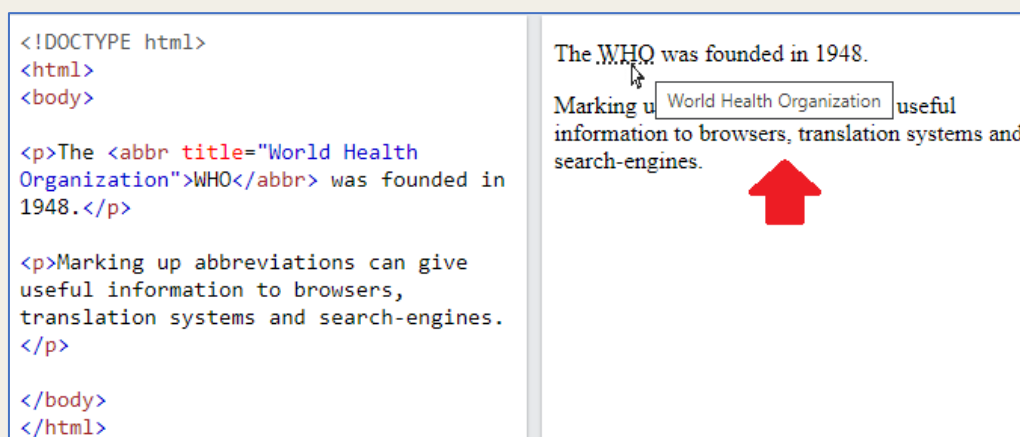 <!DOCTYPE html>
<html>
<body>
<p>The <abbr title="World Health
Organization">WHO</abbr> was founded in
1948.</p>
<p>Marking up abbreviations can give
useful information to browsers,
translation systems and search-engines.
</p>
</body>
</html>
The WHO was founded in 1948.
World Health Organization
Marking u useful
information to browsers, translation systems and
search-engines.